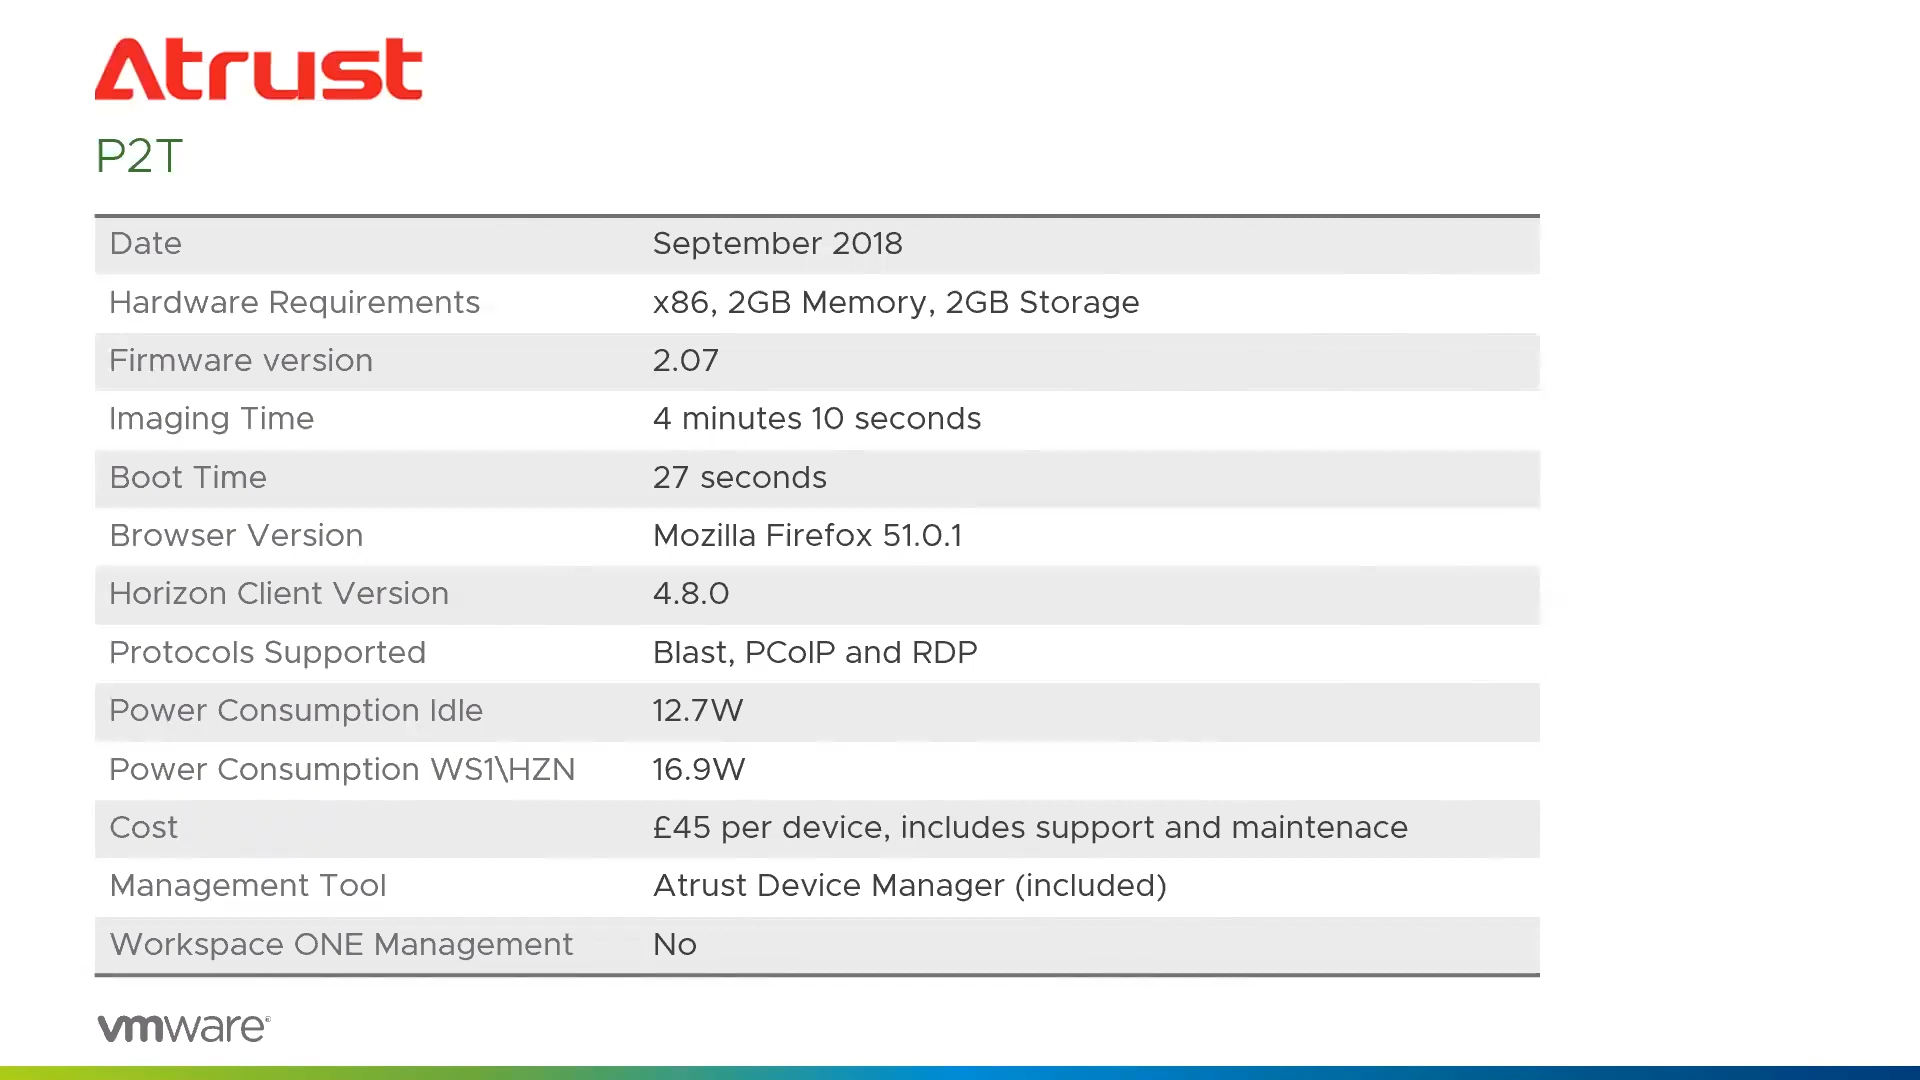 Atrust
P2T
Date September 2018
Hardware Requirements x86, 2GB Memory, 2GB Storage
Firmware version 2.07
Imaging Time 4 minutes 10 seconds
Boot Time 27 seconds
Browser Version Mozilla Firefox 51.0.1
Horizon Client Version 4.8.0
Protocols Supported Blast, PCoIP and RDP
Power Consumption Idle 12.7W
Power Consumption WS1\HZN 16.9W
Cost £45 per device, includes support and maintenace
Management Tool Atrust Device Manager (included)
Workspace ONE Management No
vmware®